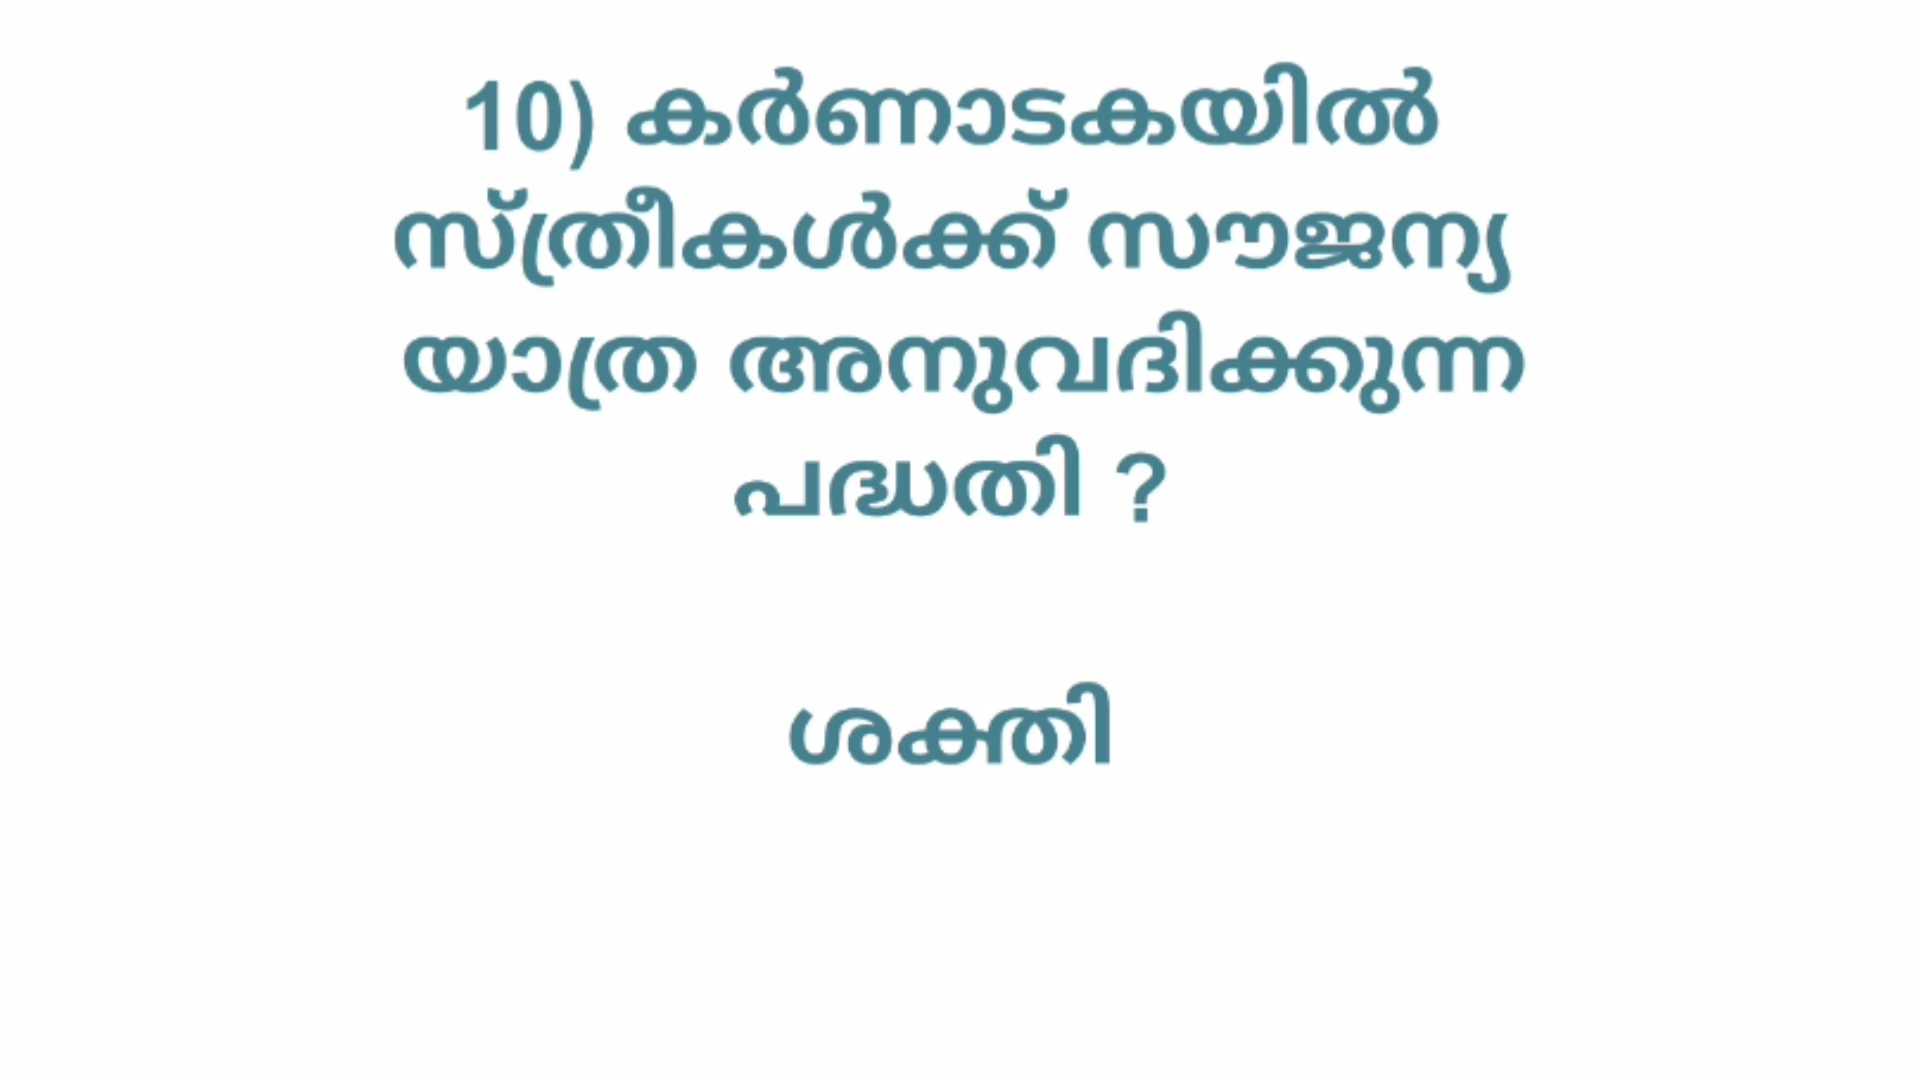 10) കർണാടകയിൽ
സ്ത്രീകൾക്ക് സൗജന്യ
യാത്ര അനുവദിക്കുന്ന
പദ്ധതി ?
ശക്തി